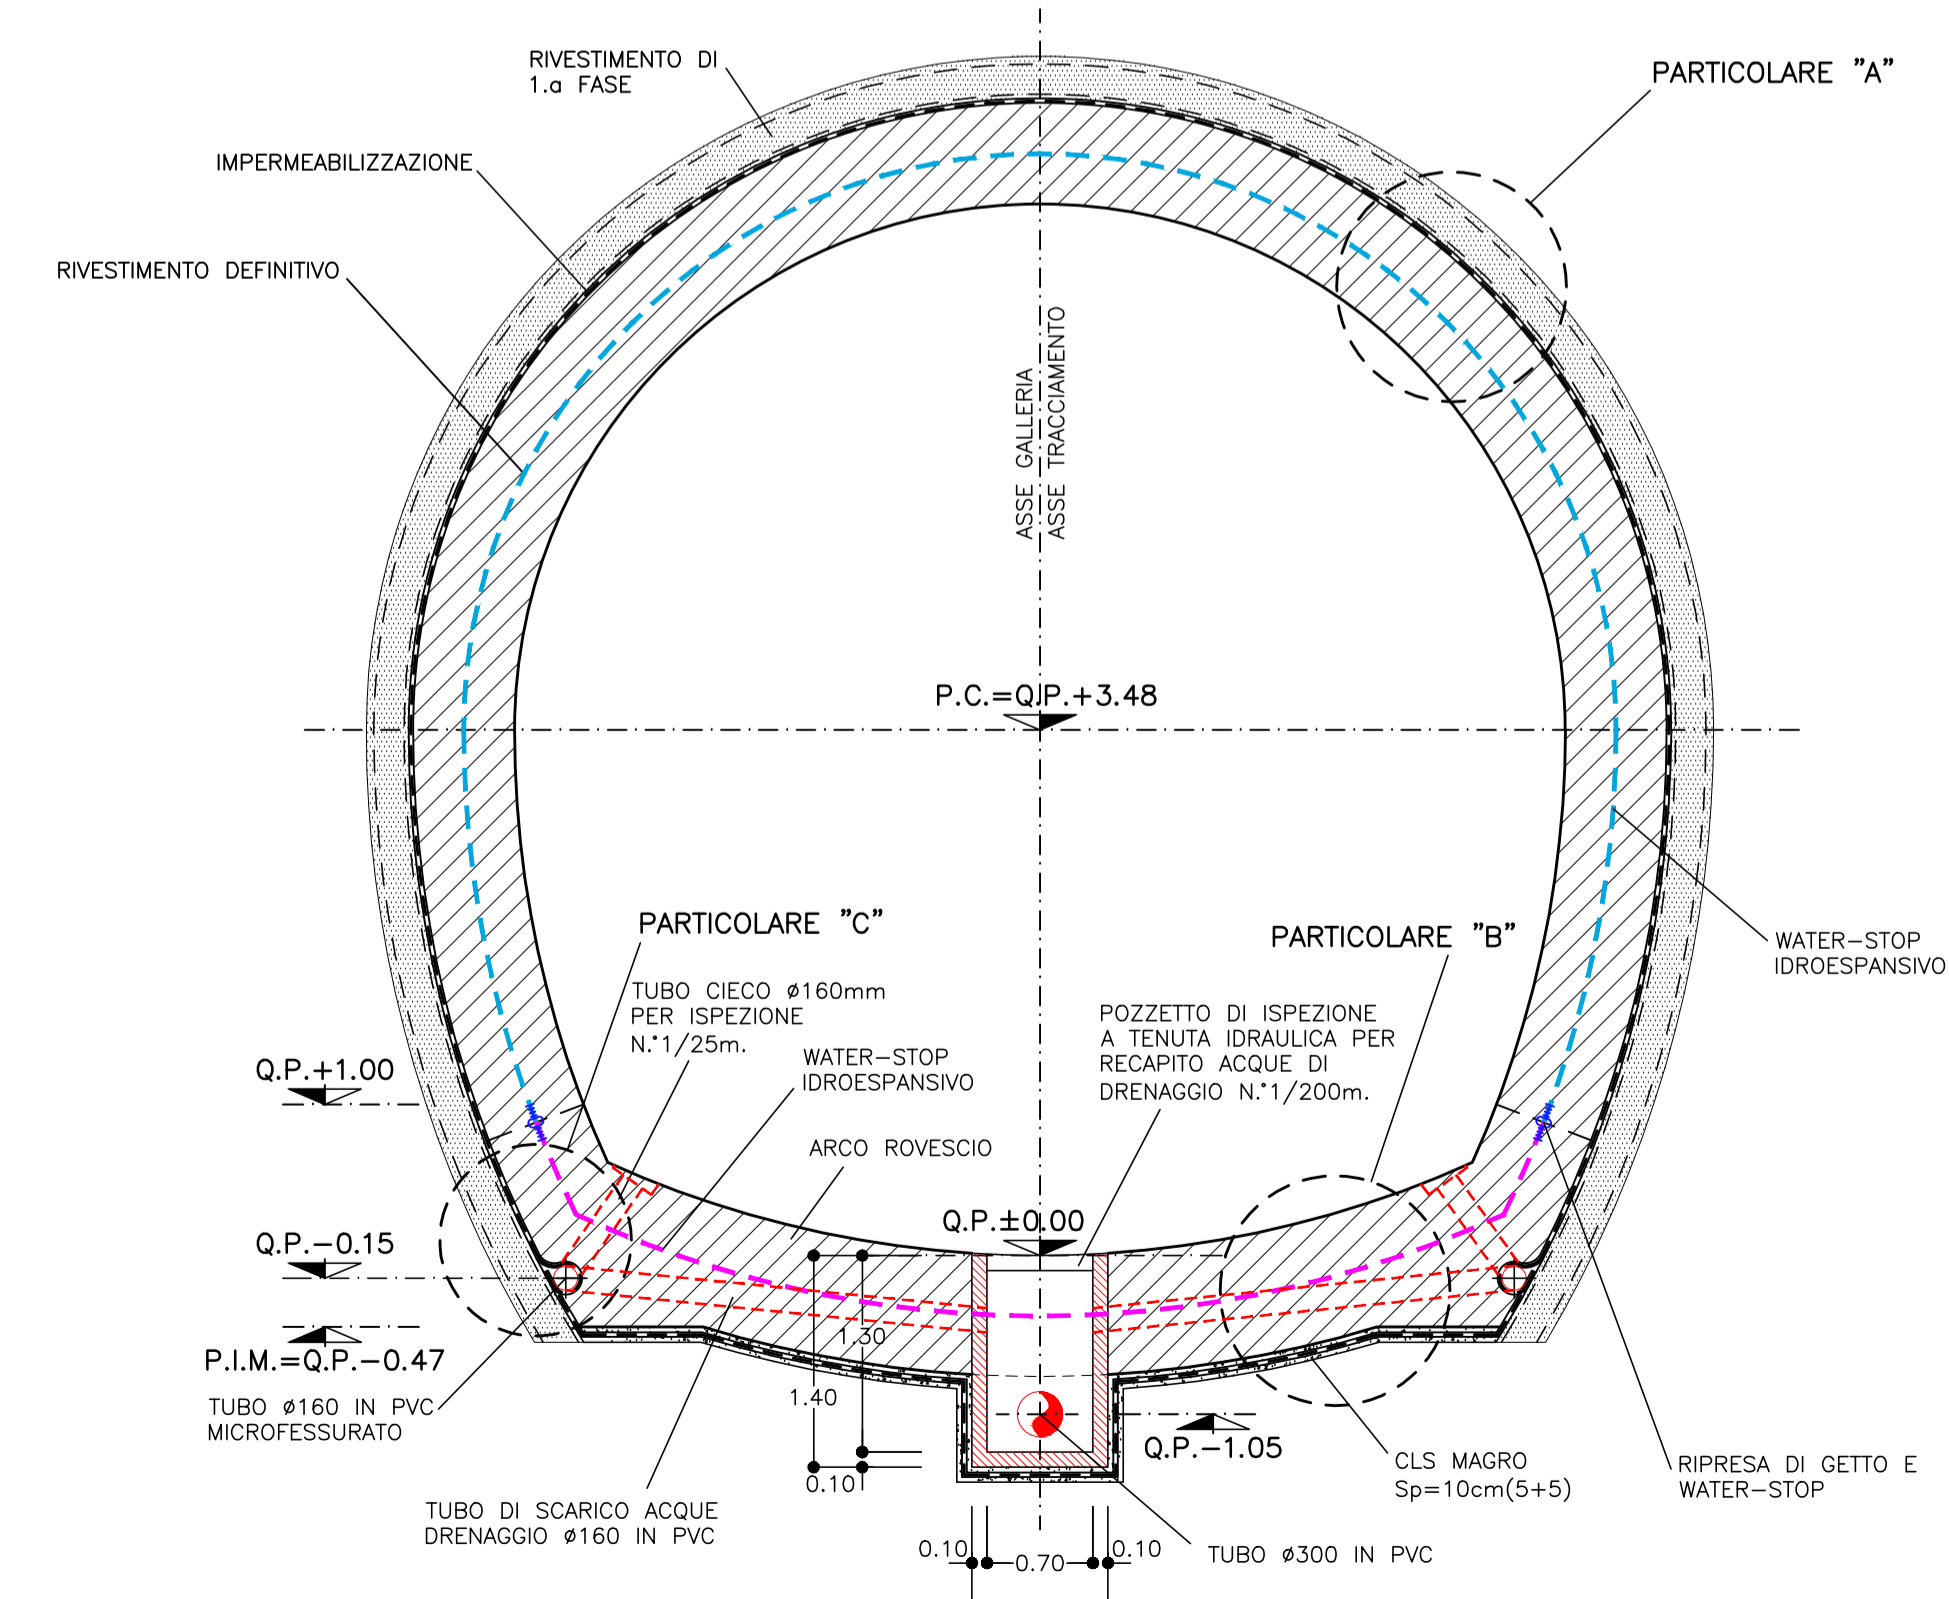 RIVESTIMENTO DI
1.a FASE
PARTICOLARE "A"
IMPERMEABILIZZAZIONE
RIVESTIMENTO DEFINITIVO
ASSE GALLERIA
ASSE TRACCIAMENTO
P.C.=Q.P.+3.48
PARTICOLARE "C"
PARTICOLARE "B"
WATER-STOP
IDROESPANSIVO
TUBO CIECO ø160mm
PER ISPEZIONE
N.°1/25m.
POZZETTO DI ISPEZIONE
A TENUTA IDRAULICA PER
RECAPITO ACQUE DI
DRENAGGIO N.°1/200m.
WATER-STOP
IDROESPANSIVO
Q.P.+1.00
ARCO ROVESCIO
Q.P.±0.00
Q.P.-0.15
1.30
P.I.M.=Q.P.-0.47
1.40
TUBO ø160 IN PVC
MICROFESSURATO
Q.P.-1.05
CLS MAGRO
Sp=10cm(5+5)
RIPRESA DI GETTO E
WATER-STOP
0.10
TUBO DI SCARICO ACQUE
DRENAGGIO ø160 IN PVC
0.10
0.70
0.10
TUBO ø300 IN PVC